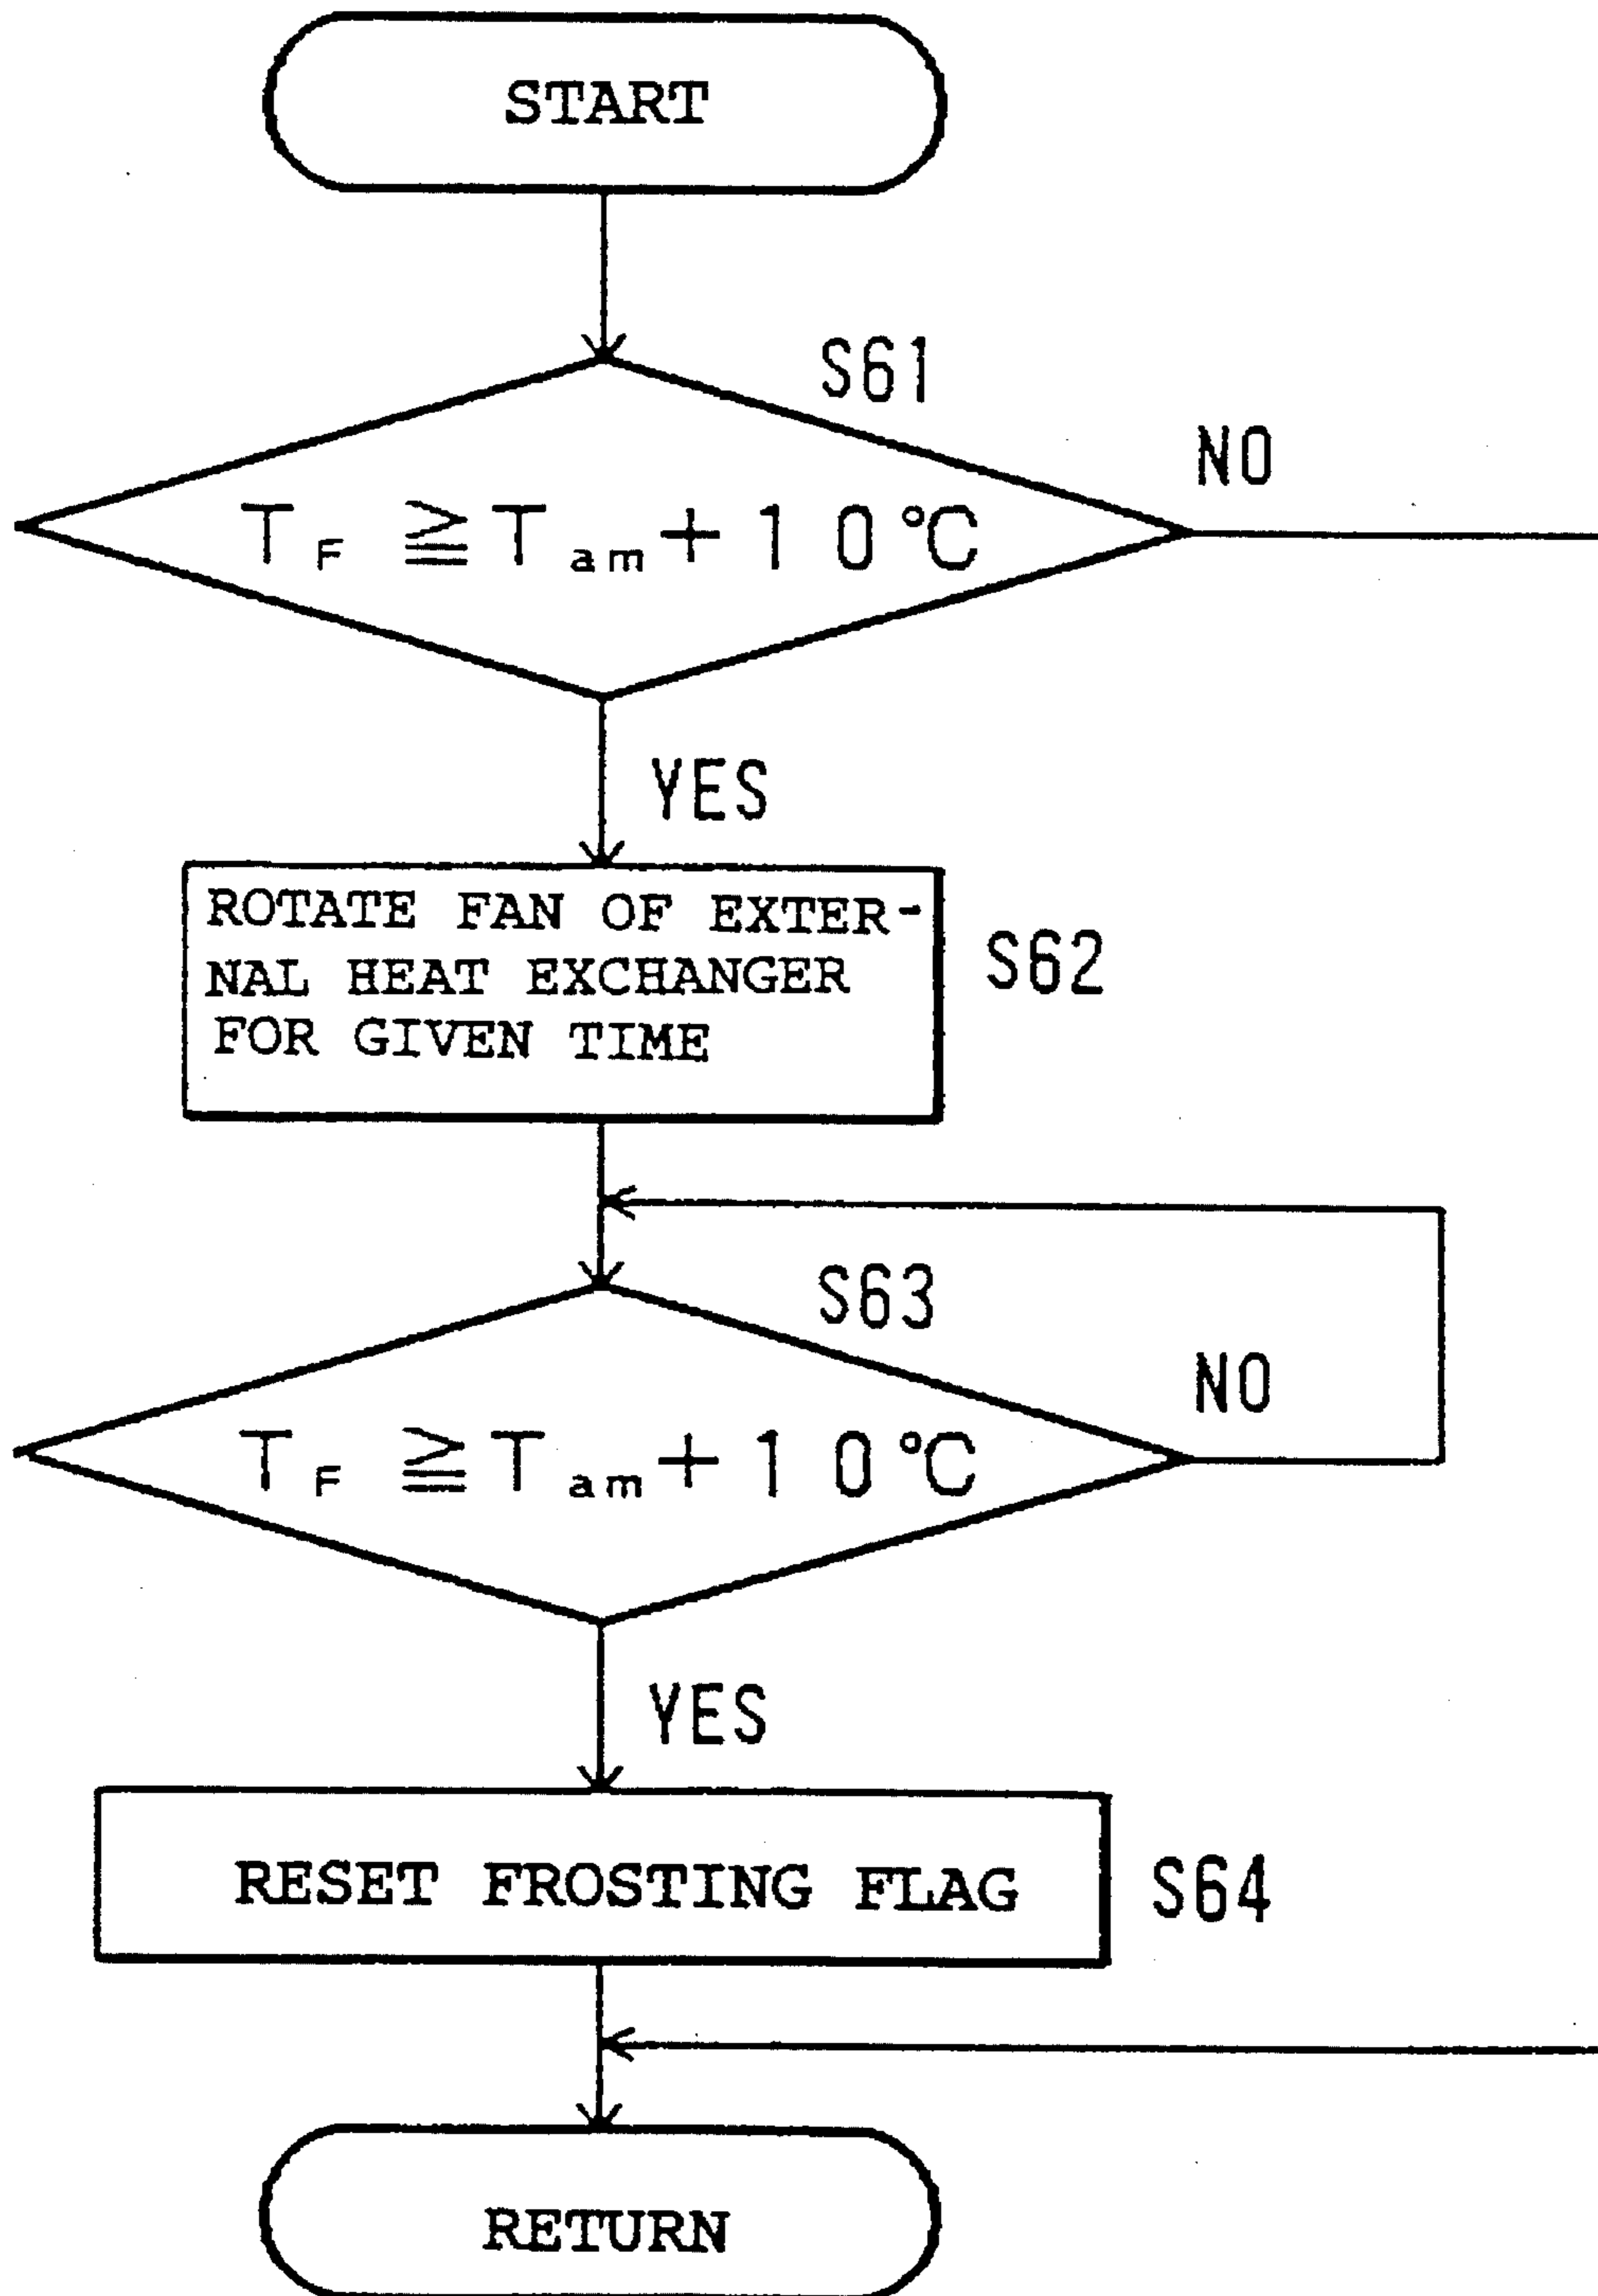 START
S61
NO
T_F ≧ T_am + 10°C
YES
ROTATE FAN OF EXTER-
NAL HEAT EXCHANGER
FOR GIVEN TIME
S62
S63
NO
T_F ≧ T_am + 10°C
YES
RESET FROSTING FLAG
S64
RETURN